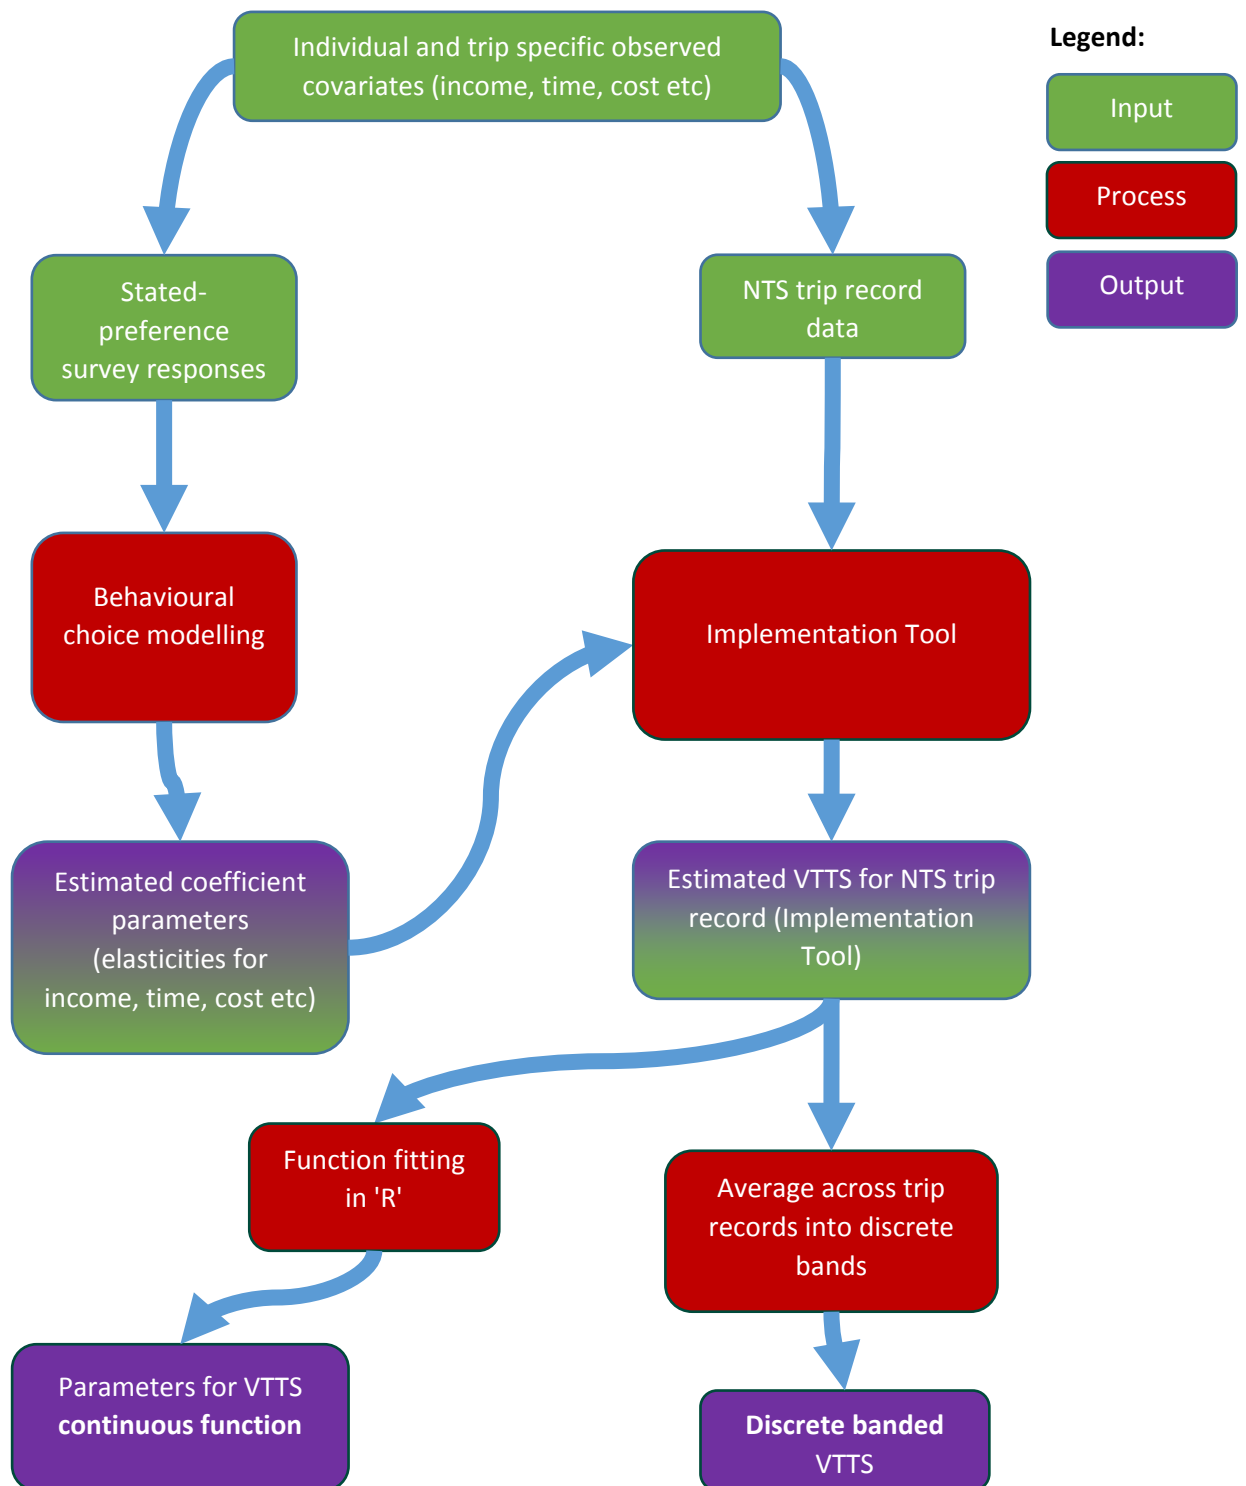 Individual and trip specific observed
covariates (income, time, cost etc)
Legend:
Input
Process
Output
Stated-
preference
survey responses
NTS trip record
data
Behavioural
choice modelling
Implementation Tool
Estimated coefficient
parameters
(elasticities for
income, time, cost etc)
Estimated VTTS for NTS trip
record (Implementation
Tool)
Function fitting
in 'R'
Average across trip
records into discrete
bands
Parameters for VTTS
continuous function
Discrete banded
VTTS